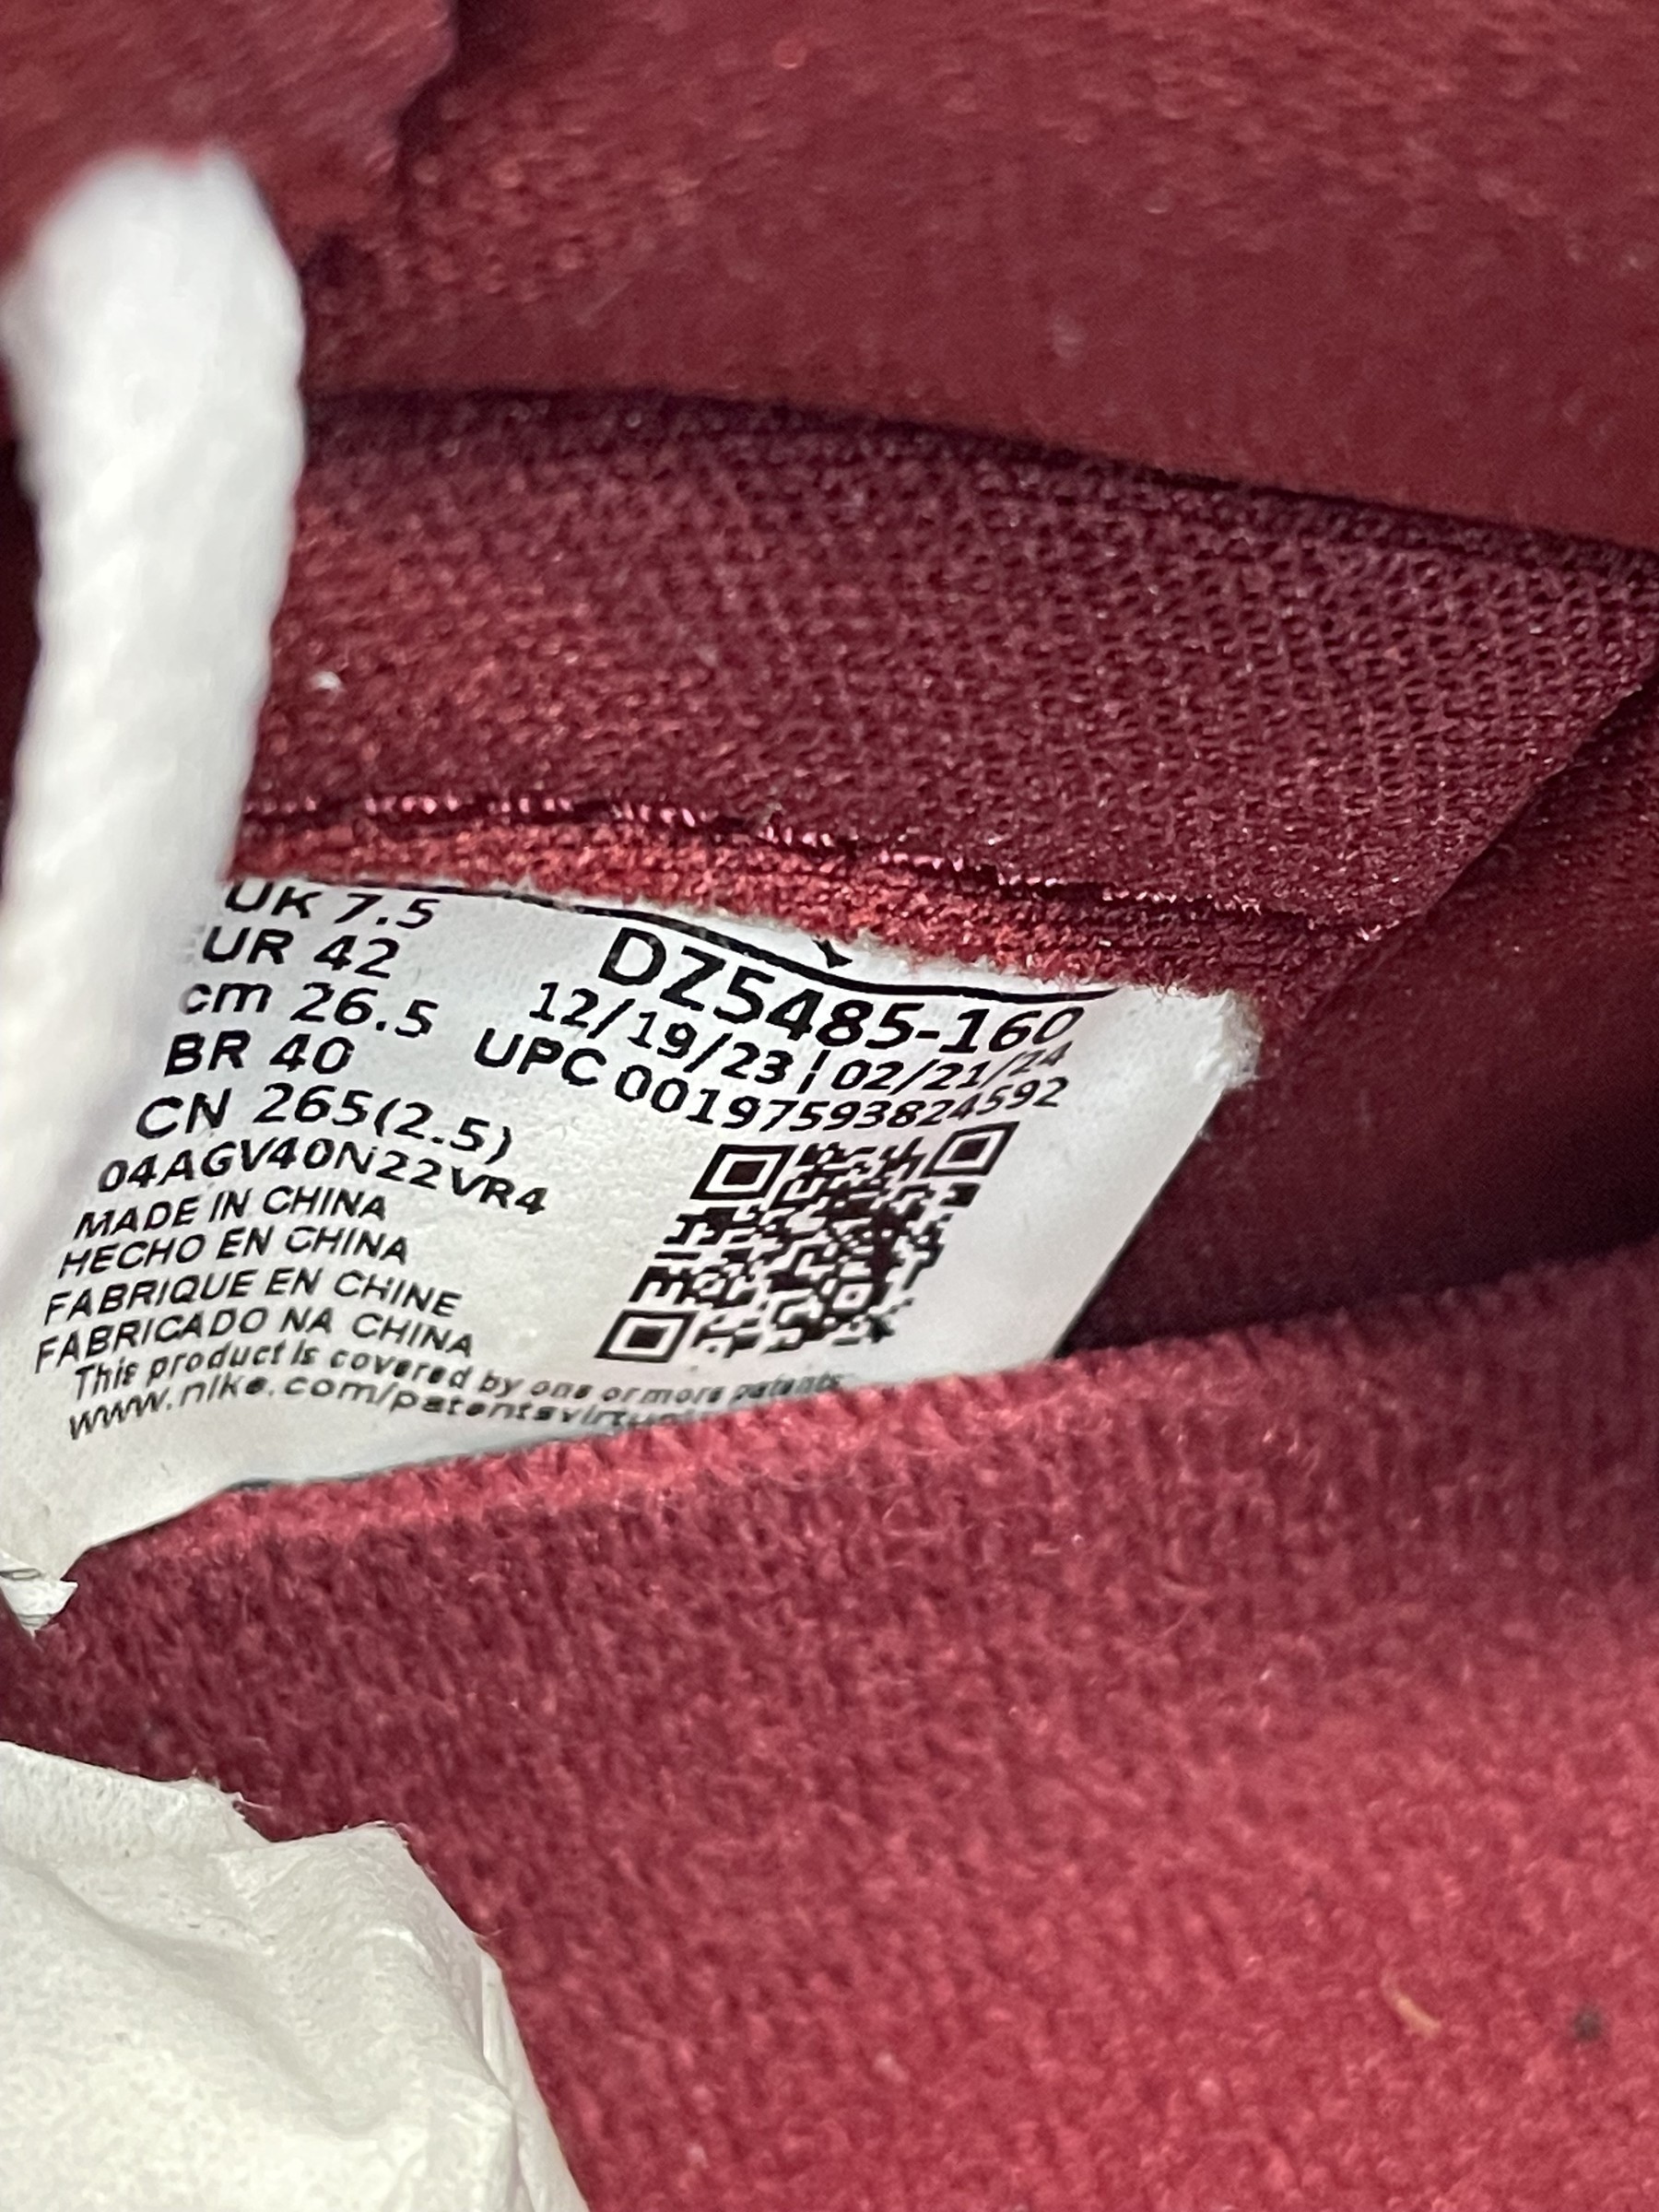 UK 7.5
EUR 42
cm 26.5
BR 40
CN 265(2.5)
04AGV40N22VR4
MADE IN CHINA
HECHO EN CHINA
FABRIQUE EN CHINE
FABRICADO NA CHINA
This product is covered by one or more patents
www.nike.com/patentsvirtu
DZ5485-160
12/19/23 | 02/21/24
UPC 00197593824592